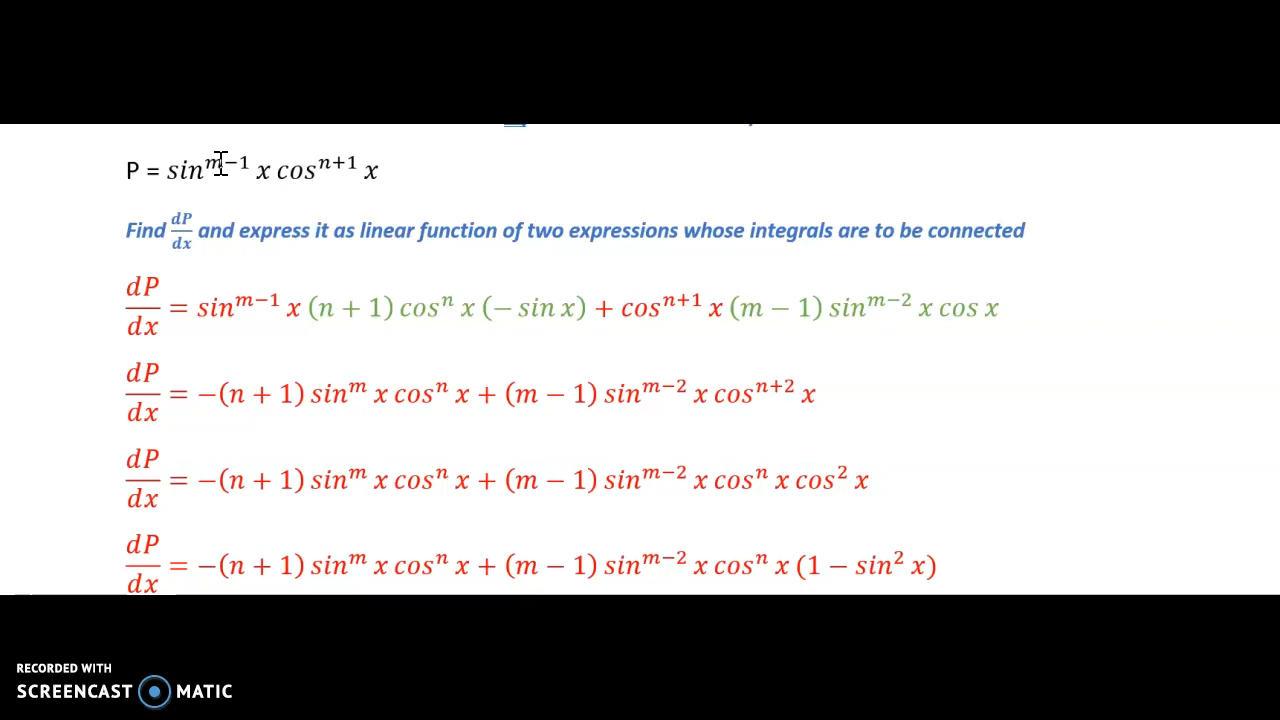 P = sin^{m−1} x cos^{n+1} x
Find dP/dx and express it as linear function of two expressions whose integrals are to be connected
dP/dx = sin^{m−1} x (n + 1) cos^n x (− sin x) + cos^{n+1} x (m − 1) sin^{m−2} x cos x
dP/dx = −(n + 1) sin^m x cos^n x + (m − 1) sin^{m−2} x cos^{n+2} x
dP/dx = −(n + 1) sin^m x cos^n x + (m − 1) sin^{m−2} x cos^n x cos^2 x
dP/dx = −(n + 1) sin^m x cos^n x + (m − 1) sin^{m−2} x cos^n x (1 − sin^2 x)
RECORDED WITH
SCREENCAST MATIC